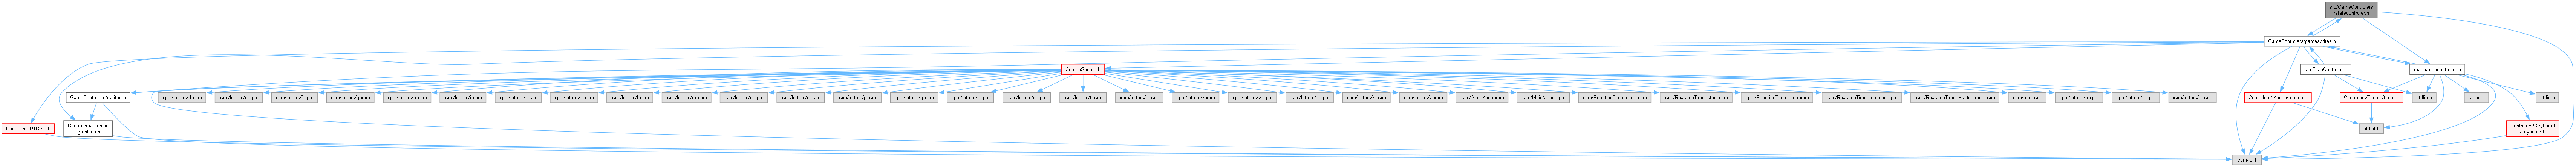 src/GameControlers
/statecontroler.h
GameControlers/gamesprites.h
ComunSprites.h
aimTrainControler.h
reactgamecontroller.h
GameControlers/sprites.h
xpm/letters/d.xpm
xpm/letters/e.xpm
xpm/letters/f.xpm
xpm/letters/g.xpm
xpm/letters/h.xpm
xpm/letters/i.xpm
xpm/letters/j.xpm
xpm/letters/k.xpm
xpm/letters/l.xpm
xpm/letters/m.xpm
xpm/letters/n.xpm
xpm/letters/o.xpm
xpm/letters/p.xpm
xpm/letters/q.xpm
xpm/letters/r.xpm
xpm/letters/s.xpm
xpm/letters/t.xpm
xpm/letters/u.xpm
xpm/letters/v.xpm
xpm/letters/w.xpm
xpm/letters/x.xpm
xpm/letters/y.xpm
xpm/letters/z.xpm
xpm/Aim-Menu.xpm
xpm/MainMenu.xpm
xpm/ReactionTime_click.xpm
xpm/ReactionTime_start.xpm
xpm/ReactionTime_time.xpm
xpm/ReactionTime_toosoon.xpm
xpm/ReactionTime_waitforgreen.xpm
xpm/aim.xpm
xpm/letters/a.xpm
xpm/letters/b.xpm
xpm/letters/c.xpm
Controlers/Mouse/mouse.h
Controlers/Timers/timer.h
stdlib.h
string.h
stdio.h
Controlers/RTC/rtc.h
Controlers/Graphic
/graphics.h
stdint.h
Controlers/Keyboard
/keyboard.h
lcom/lcf.h